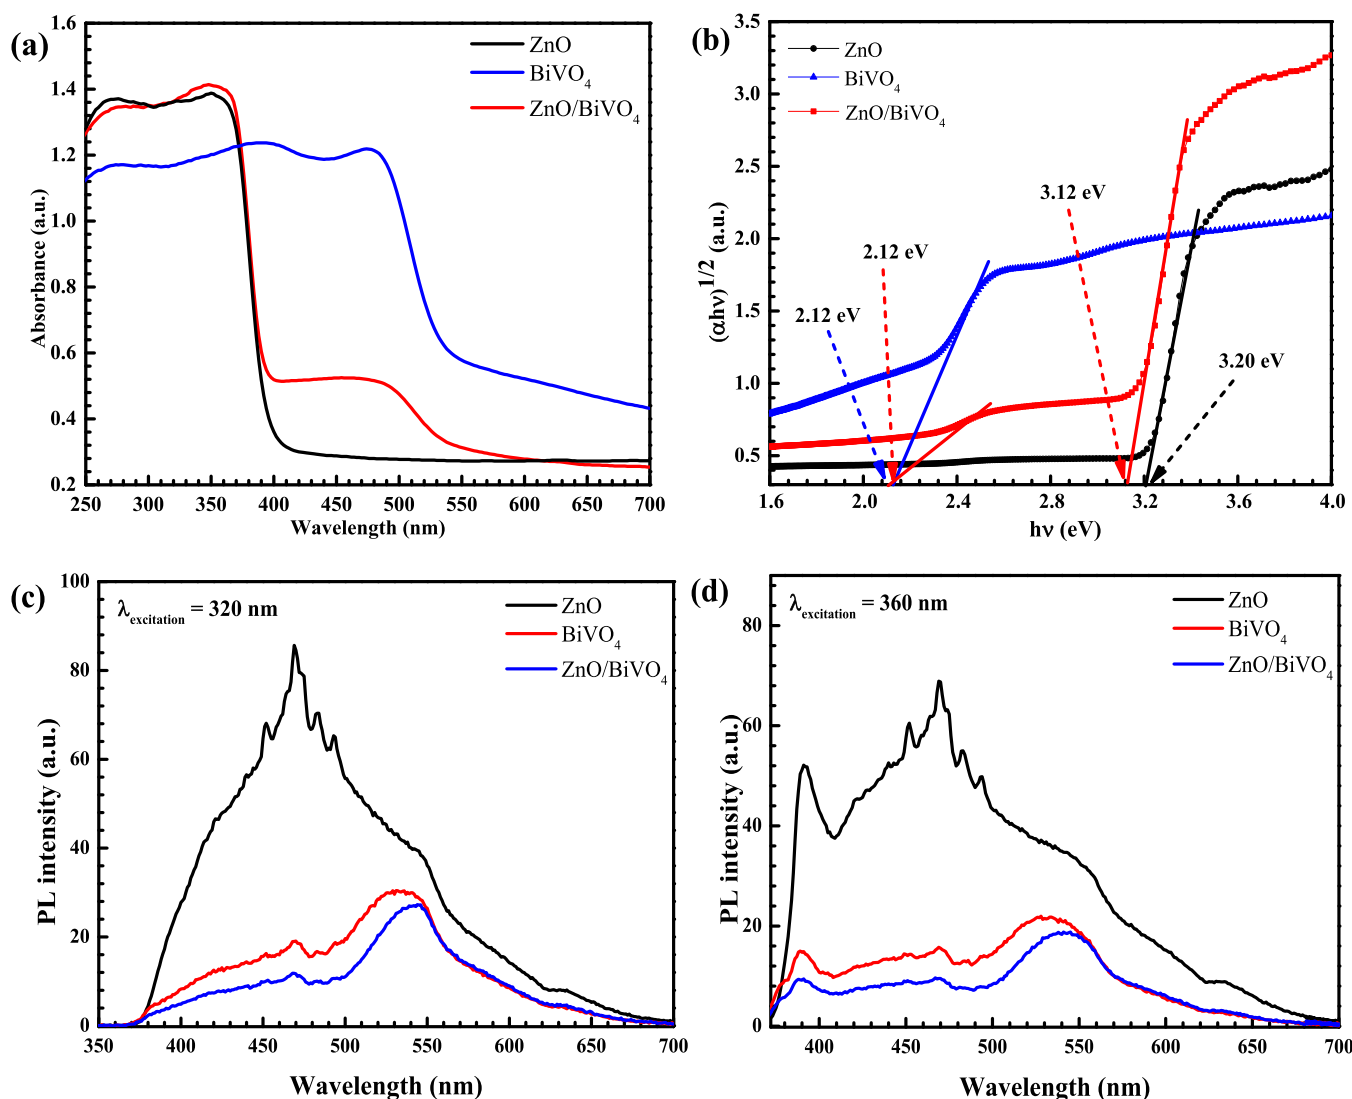 (a)
ZnO
BiVO4
ZnO/BiVO4
1.6
1.4
1.2
1.0
0.8
0.6
0.4
0.2
Absorbance (a.u.)
250 300 350 400 450 500 550 600 650 700
Wavelength (nm)
(b)
ZnO
BiVO4
ZnO/BiVO4
3.5
3.0
2.5
2.0
1.5
1.0
0.5
(αhν)1/2 (a.u.)
3.12 eV
2.12 eV
2.12 eV
3.20 eV
1.6 2.0 2.4 2.8 3.2 3.6 4.0
hν (eV)
(c)
λexcitation = 320 nm
ZnO
BiVO4
ZnO/BiVO4
100
80
60
40
20
0
PL intensity (a.u.)
350 400 450 500 550 600 650 700
Wavelength (nm)
(d)
λexcitation = 360 nm
ZnO
BiVO4
ZnO/BiVO4
80
60
40
20
0
PL intensity (a.u.)
400 450 500 550 600 650 700
Wavelength (nm)